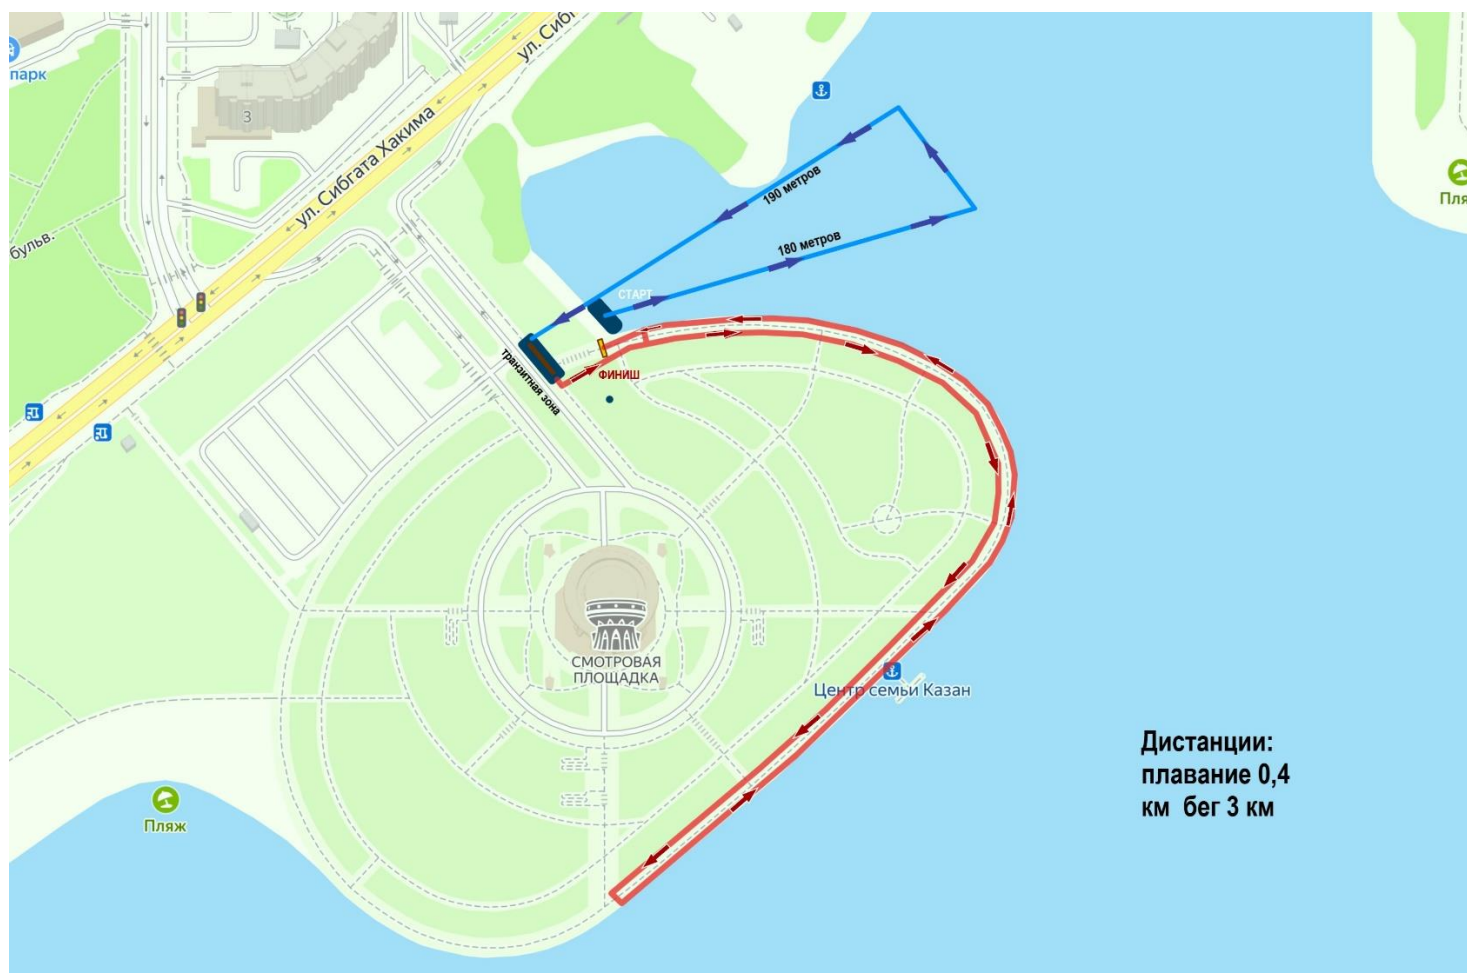 ул. Сиб
парк
3
ул. Сибгата Хакима
Пля
бульв.
190 метров
180 метров
СТАРТ
транзитная зона
ФИНИШ
СМОТРОВАЯ
ПЛОЩАДКА
Центр семьи Казан
Дистанции:
плавание 0,4
км бег 3 км
Пляж